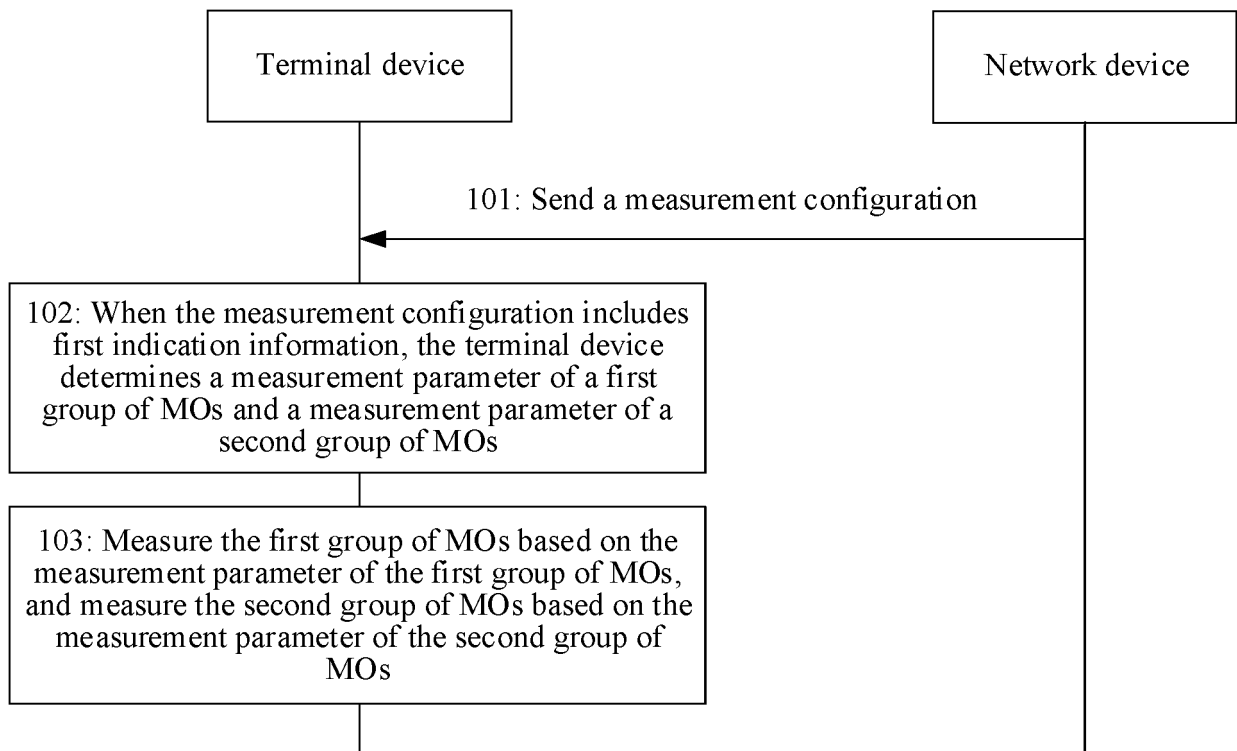 Terminal device
Network device
101: Send a measurement configuration
102: When the measurement configuration includes
first indication information, the terminal device
determines a measurement parameter of a first
group of MOs and a measurement parameter of a
second group of MOs
103: Measure the first group of MOs based on the
measurement parameter of the first group of MOs,
and measure the second group of MOs based on the
measurement parameter of the second group of
MOs